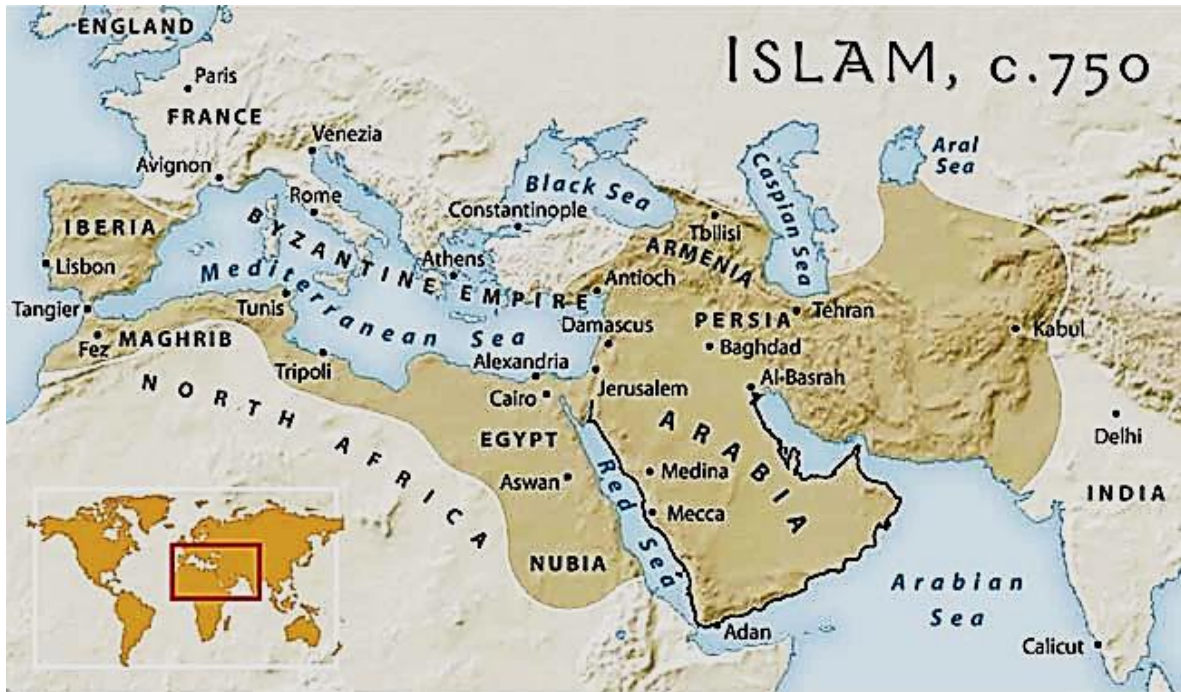 ISLAM, c.750
ENGLAND
Paris
FRANCE
Venezia
Avignon
Rome
IBERIA
Lisbon
Tangier
Fez
MAGHRIB
Tunis
Tripoli
Mediterranean Sea
BYZANTINE EMPIRE
Athens
Constantinople
Black Sea
Caspian Sea
Aral Sea
Tbilisi
ARMENIA
Antioch
Damascus
PERSIA
Tehran
Baghdad
Kabul
Alexandria
Jerusalem
Al-Basrah
Cairo
NORTH AFRICA
EGYPT
ARABIA
Aswan
Red Sea
Medina
Mecca
NUBIA
Delhi
INDIA
Arabian Sea
Adan
Calicut